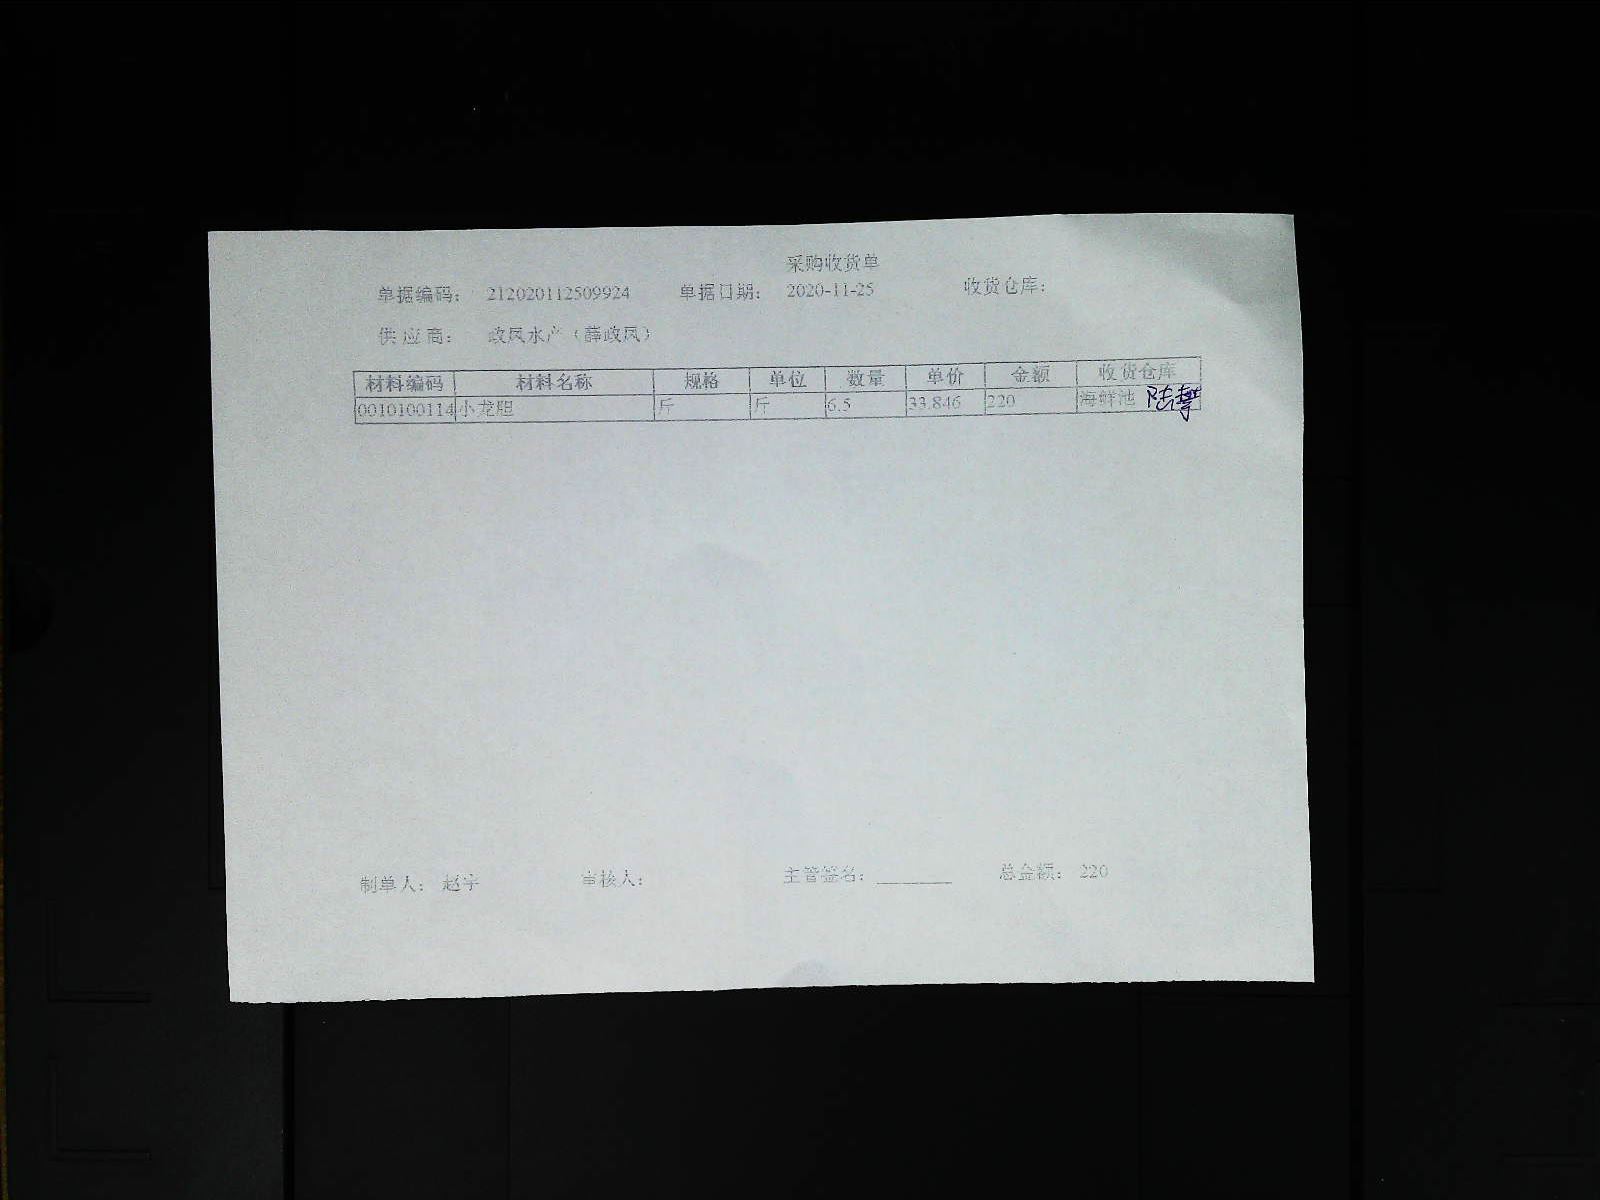 采购收货单
单据编码: 212020112509924 单据日期: 2020-11-25 收货仓库:
供应商: 政凤水产（薛政凤）
材料编码 材料名称 规格 单位 数量 单价 金额 收货仓库
0010100114 小龙胆 斤 斤 6.5 33.846 220 海鲜池
制单人: 赵宇 审核人: 主管签名: ________ 总金额: 220